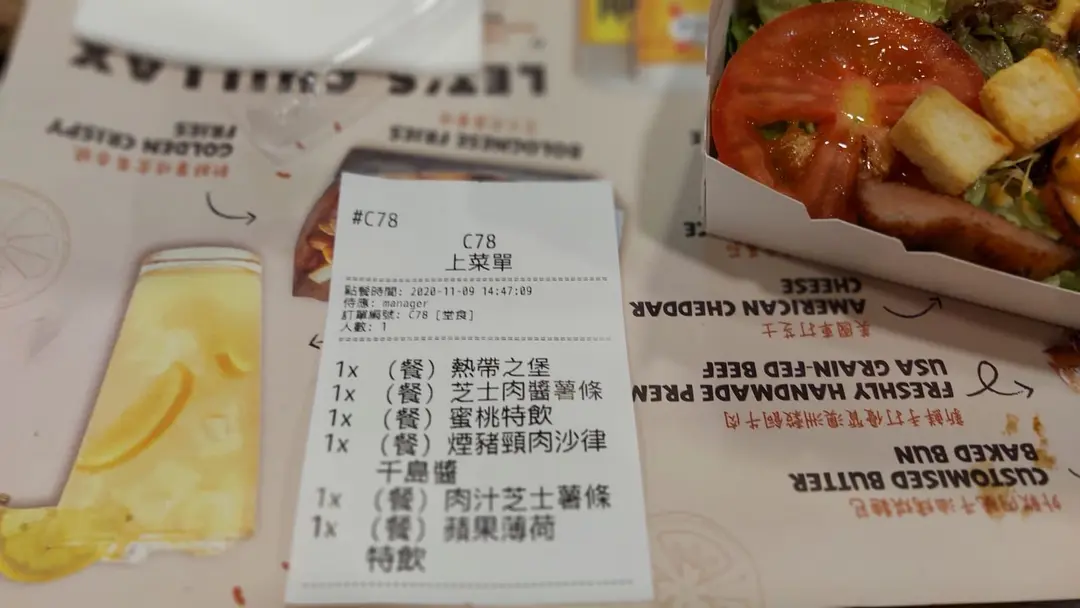 LET'S CHILLAX
GOLDEN CRISPY
FRIES
BOLOGNESE FRIES
#C78
C78
上菜單
點餐時間: 2020-11-09 14:47:09
侍應: manager
訂單編號: C78 [堂食]
人數: 1
1x (餐) 熱帶之堡
1x (餐) 芝士肉醬薯條
1x (餐) 蜜桃特飲
1x (餐) 煙豬頸肉沙律
千島醬
1x (餐) 肉汁芝士薯條
1x (餐) 蘋果薄荷
特飲
AMERICAN CHEDDAR
CHEESE
美國車打芝士
FRESHLY HANDMADE PREM
USA GRAIN-FED BEEF
新鮮手打優質澳洲穀飼牛肉
CUSTOMISED BUTTER
BAKED BUN